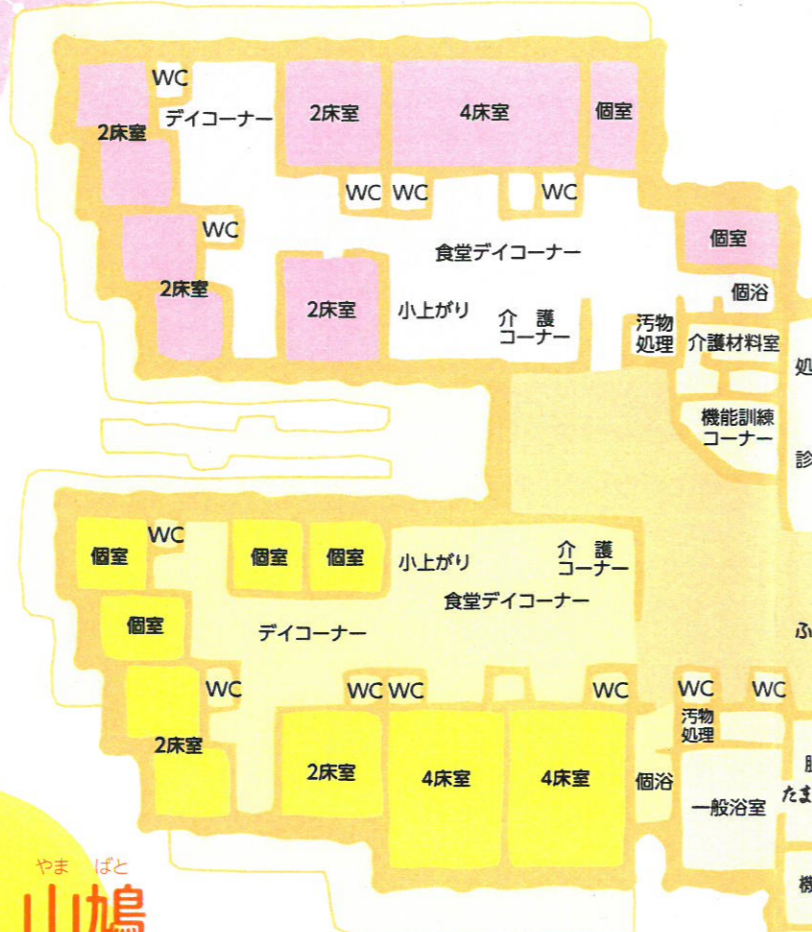 WC
デイコーナー
2床室
2床室
4床室
個室
WC
WC
WC
WC
2床室
食堂デイコーナー
個室
2床室
小上がり
介 護
コーナー
個浴
汚物
処理
介護材料室
処
機能訓練
コーナー
診
個室
WC
個室
個室
小上がり
介 護
コーナー
食堂デイコーナー
個室
デイコーナー
ふ
WC
WC
WC
WC
WC
WC
2床室
2床室
4床室
4床室
個浴
汚物
処理
一般浴室
たま
機
やま ばと
山鳩